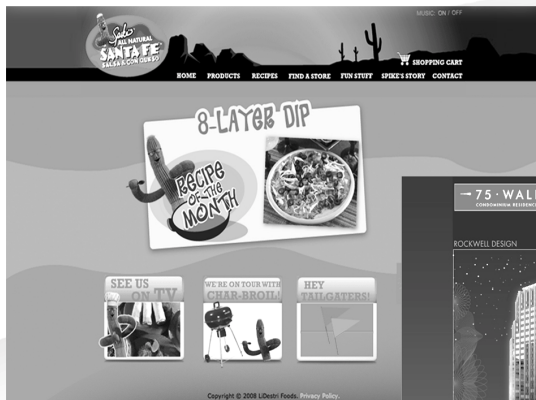 MUSIC: ON / OFF
Spike's
ALL NATURAL
SANTA FE
SALSA & CON QUESO
SHOPPING CART
HOME PRODUCTS RECIPES FIND A STORE FUN STUFF SPIKE'S STORY CONTACT
8-LAYER DIP
RECIPE
OF THE
MONTH
75 · WALL
CONDOMINIUM RESIDENCE
ROCKWELL DESIGN
SEE US
ON TV
WE'RE ON TOUR WITH
CHAR-BROIL!
HEY
TAILGATERS!
Copyright © 2008 LiDestri Foods. Privacy Policy.